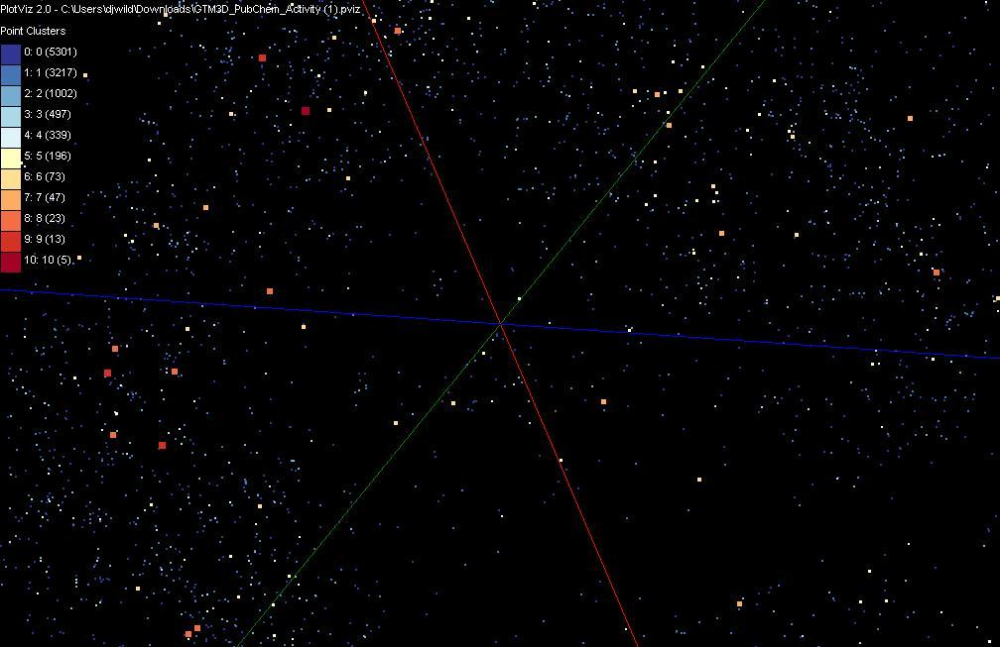 PlotViz 2.0 - C:\Users\djwild\Downloads\GTM3D_PubChem_Activity (1).pviz
Point Clusters
0: 0 (5301)
1: 1 (3217)
2: 2 (1002)
3: 3 (497)
4: 4 (339)
5: 5 (196)
6: 6 (73)
7: 7 (47)
8: 8 (23)
9: 9 (13)
10: 10 (5)